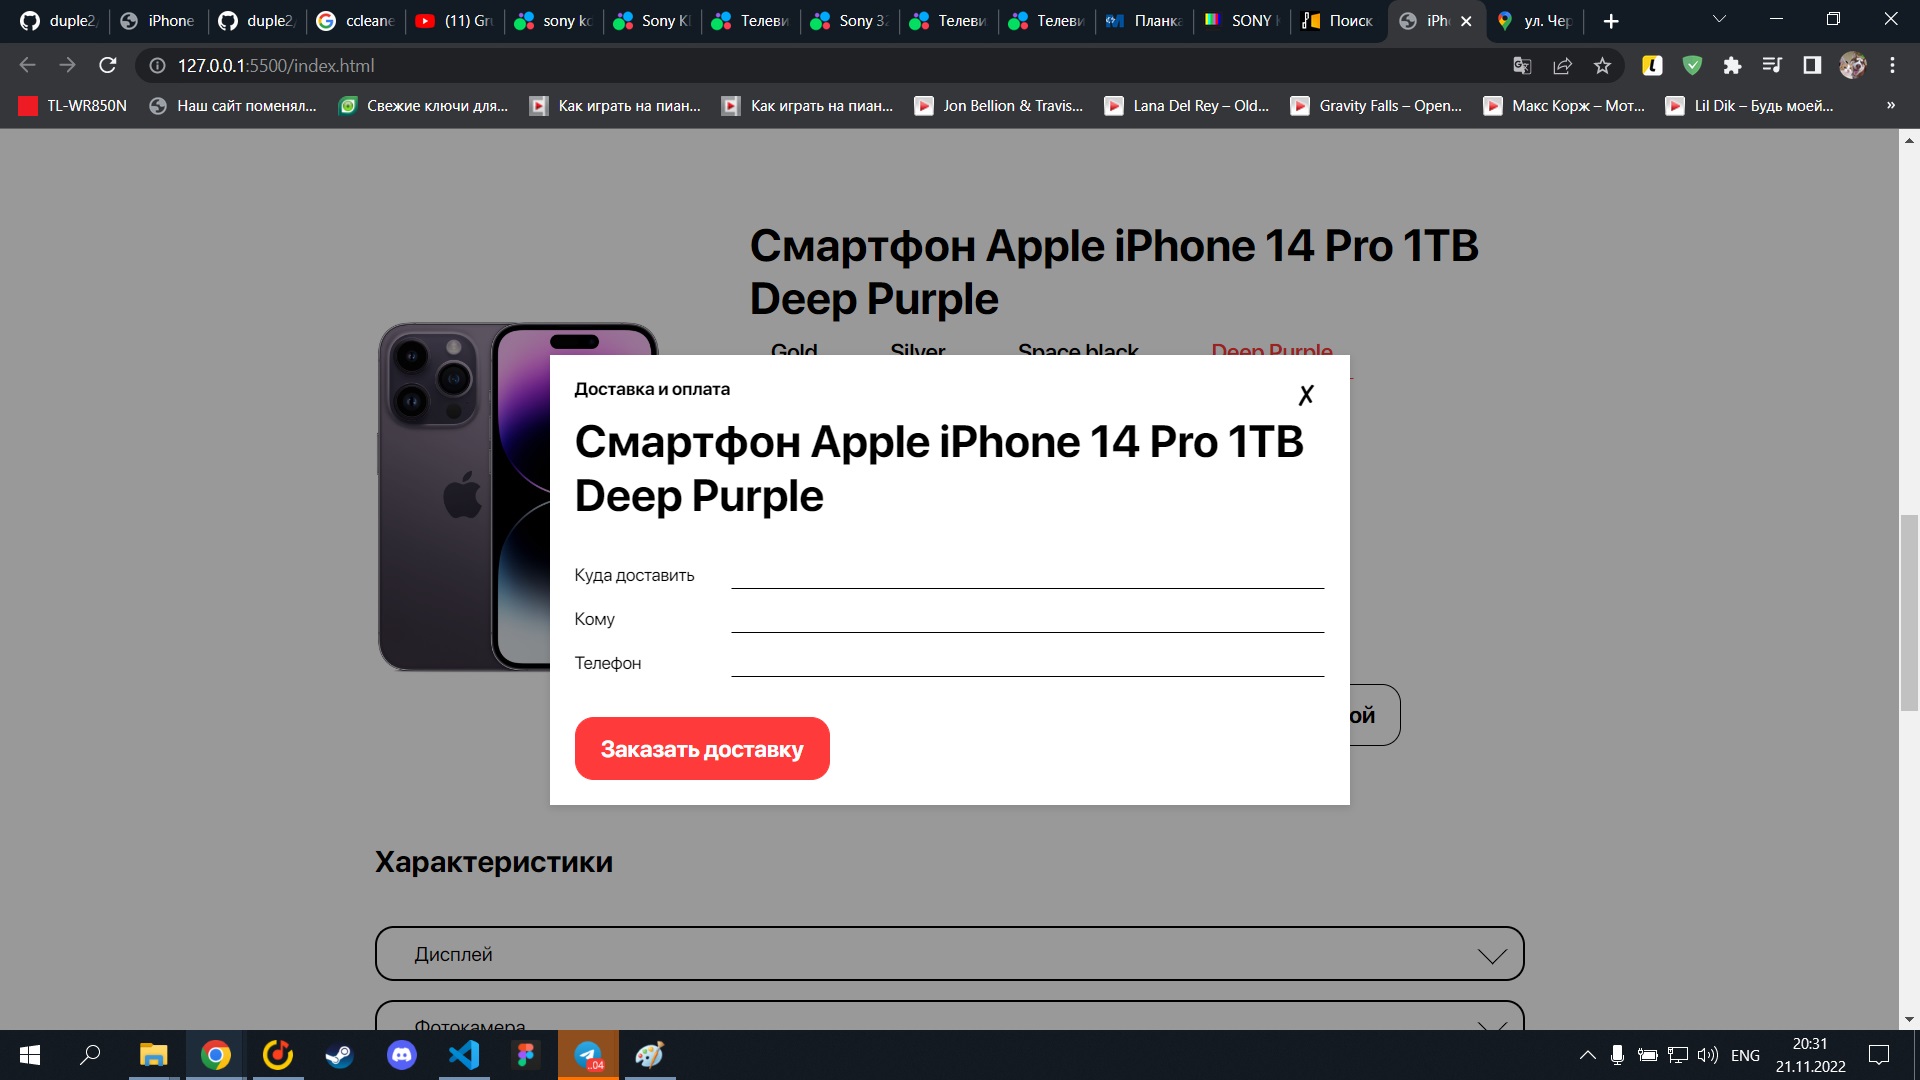 duple2,
iPhone
duple2,
ccleane
(11) Gru
sony kd
Sony KI
Телеви
Sony 32
Телеви
Телеви
Планка
SONY
Поиск
iPh
ул. Чер
127.0.0.1:5500/index.html
TL-WR850N
Наш сайт поменял...
Свежие ключи для...
Как играть на пиан...
Как играть на пиан...
Jon Bellion & Travis...
Lana Del Rey – Old...
Gravity Falls – Open...
Макс Корж – Мот...
Lil Dik – Будь моей...
»
Смартфон Apple iPhone 14 Pro 1TB
Deep Purple
Gold Silver Space black Deep Purple
Доставка и оплата
✗
Смартфон Apple iPhone 14 Pro 1TB
Deep Purple
Куда доставить
Кому
Телефон
ой
Заказать доставку
Характеристики
Дисплей
Фотокамера
..04
ENG
20:31
21.11.2022